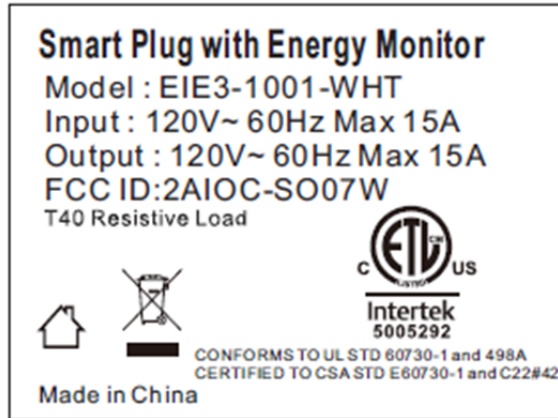 Smart Plug with Energy Monitor
Model : EIE3-1001-WHT
Input : 120V~ 60Hz Max 15A
Output : 120V~ 60Hz Max 15A
FCC ID:2AIOC-SO07W
T40 Resistive Load
ETL CM
LISTED
C US
Intertek
5005292
CONFORMS TO UL STD 60730-1 and 498A
CERTIFIED TO CSA STD E60730-1 and C22#42
Made in China